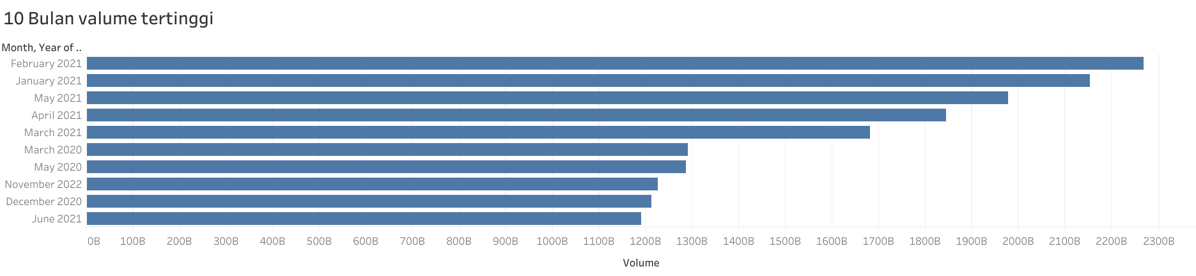 10 Bulan valume tertinggi
Month, Year of ..
February 2021
January 2021
May 2021
April 2021
March 2021
March 2020
May 2020
November 2022
December 2020
June 2021
0B 100B 200B 300B 400B 500B 600B 700B 800B 900B 1000B 1100B 1200B 1300B 1400B 1500B 1600B 1700B 1800B 1900B 2000B 2100B 2200B 2300B
Volume